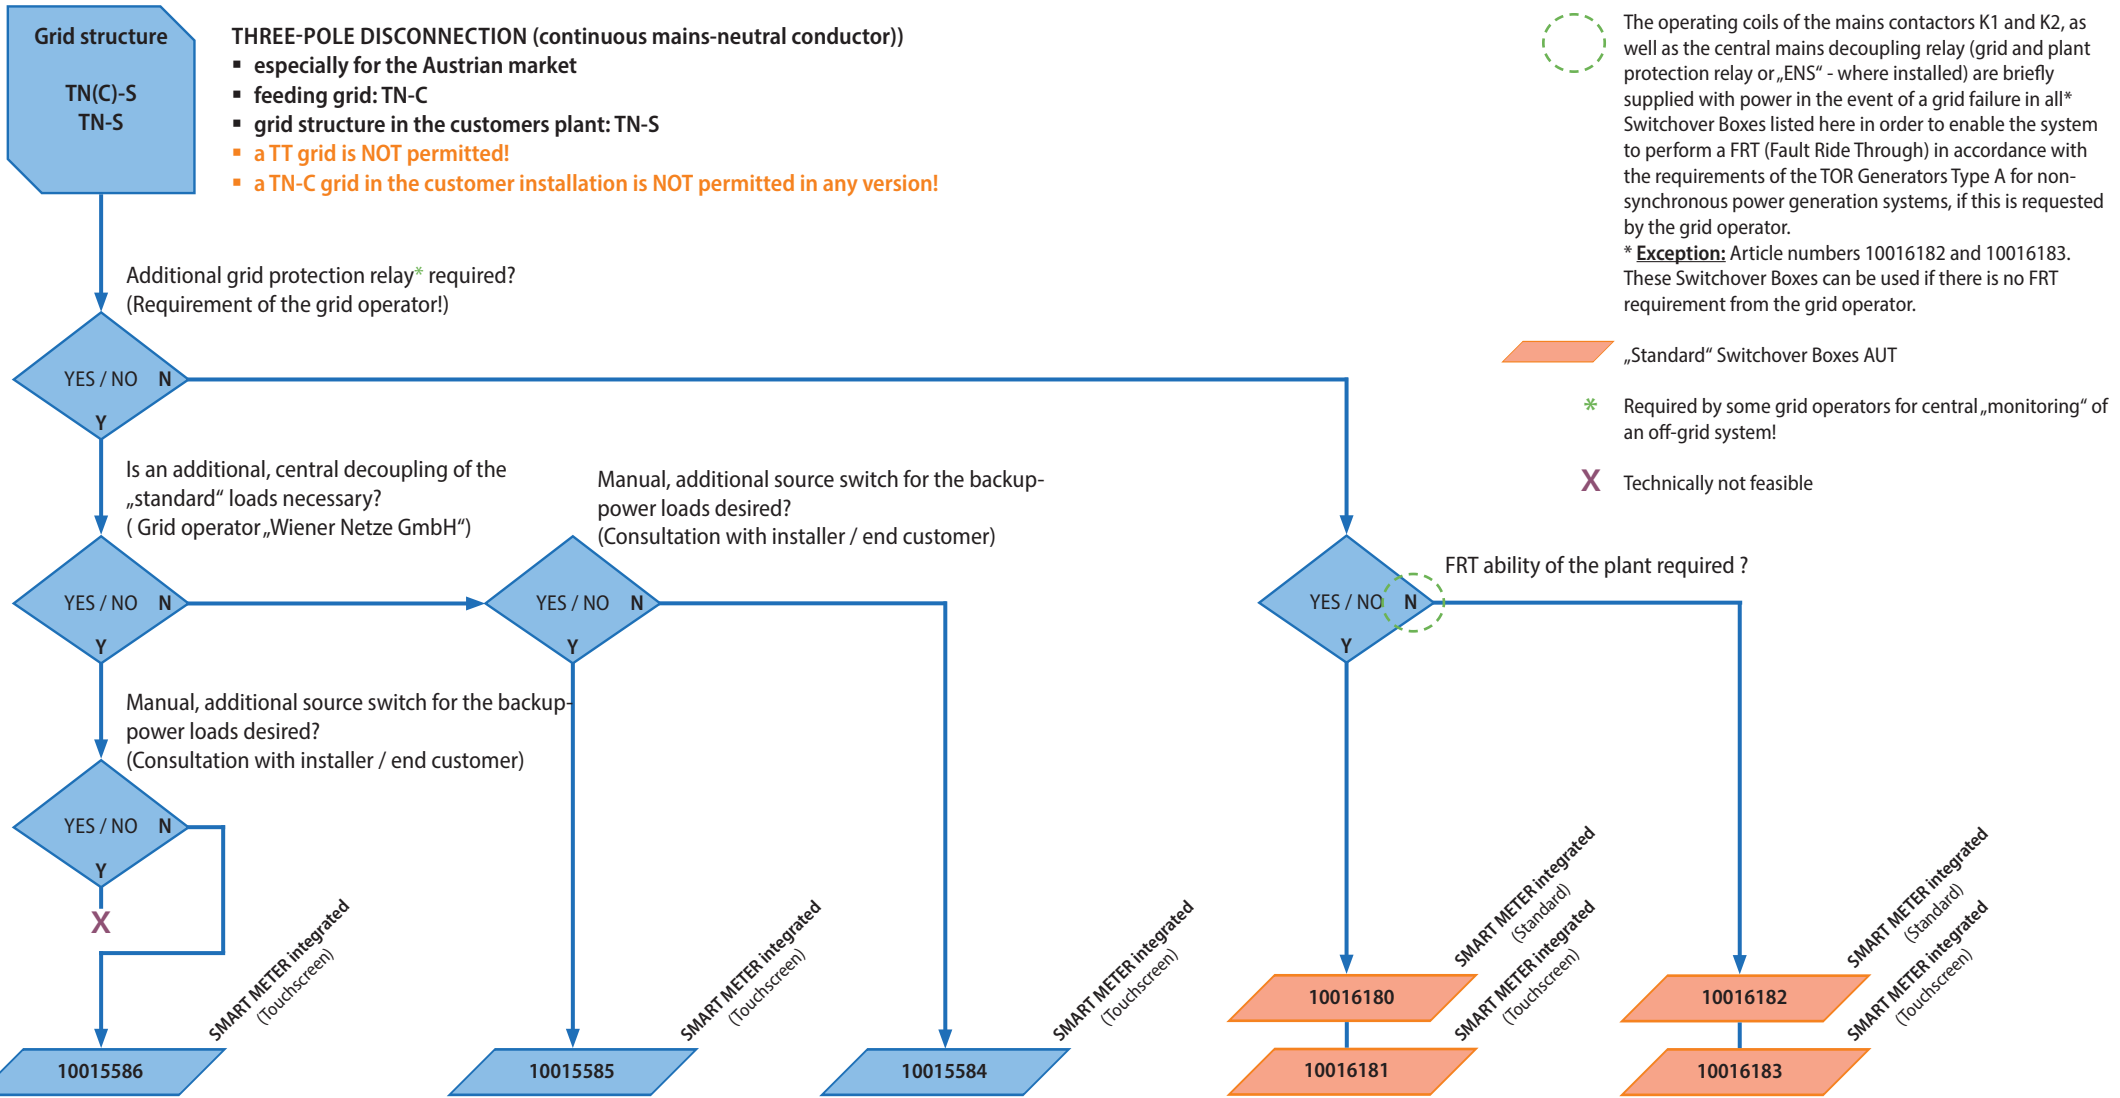 Grid structure
TN(C)-S
TN-S
THREE-POLE DISCONNECTION (continuous mains-neutral conductor))
▪ especially for the Austrian market
▪ feeding grid: TN-C
▪ grid structure in the customers plant: TN-S
▪ a TT grid is NOT permitted!
▪ a TN-C grid in the customer installation is NOT permitted in any version!
The operating coils of the mains contactors K1 and K2, as
well as the central mains decoupling relay (grid and plant
protection relay or „ENS“ - where installed) are briefly
supplied with power in the event of a grid failure in all*
Switchover Boxes listed here in order to enable the system
to perform a FRT (Fault Ride Through) in accordance with
the requirements of the TOR Generators Type A for non-
synchronous power generation systems, if this is requested
by the grid operator.
* Exception: Article numbers 10016182 and 10016183.
These Switchover Boxes can be used if there is no FRT
requirement from the grid operator.
„Standard“ Switchover Boxes AUT
* Required by some grid operators for central „monitoring“ of
an off-grid system!
X Technically not feasible
Additional grid protection relay* required?
(Requirement of the grid operator!)
YES / NO N
Y
Is an additional, central decoupling of the
„standard“ loads necessary?
( Grid operator „Wiener Netze GmbH“)
YES / NO N
Y
Manual, additional source switch for the backup-
power loads desired?
(Consultation with installer / end customer)
YES / NO N
Y
FRT ability of the plant required ?
YES / NO N
Y
Manual, additional source switch for the backup-
power loads desired?
(Consultation with installer / end customer)
YES / NO N
Y
X
SMART METER integrated
(Touchscreen)
10015586
SMART METER integrated
(Touchscreen)
10015585
SMART METER integrated
(Touchscreen)
10015584
SMART METER integrated
(Standard)
10016180
SMART METER integrated
(Touchscreen)
10016181
SMART METER integrated
(Standard)
10016182
SMART METER integrated
(Touchscreen)
10016183